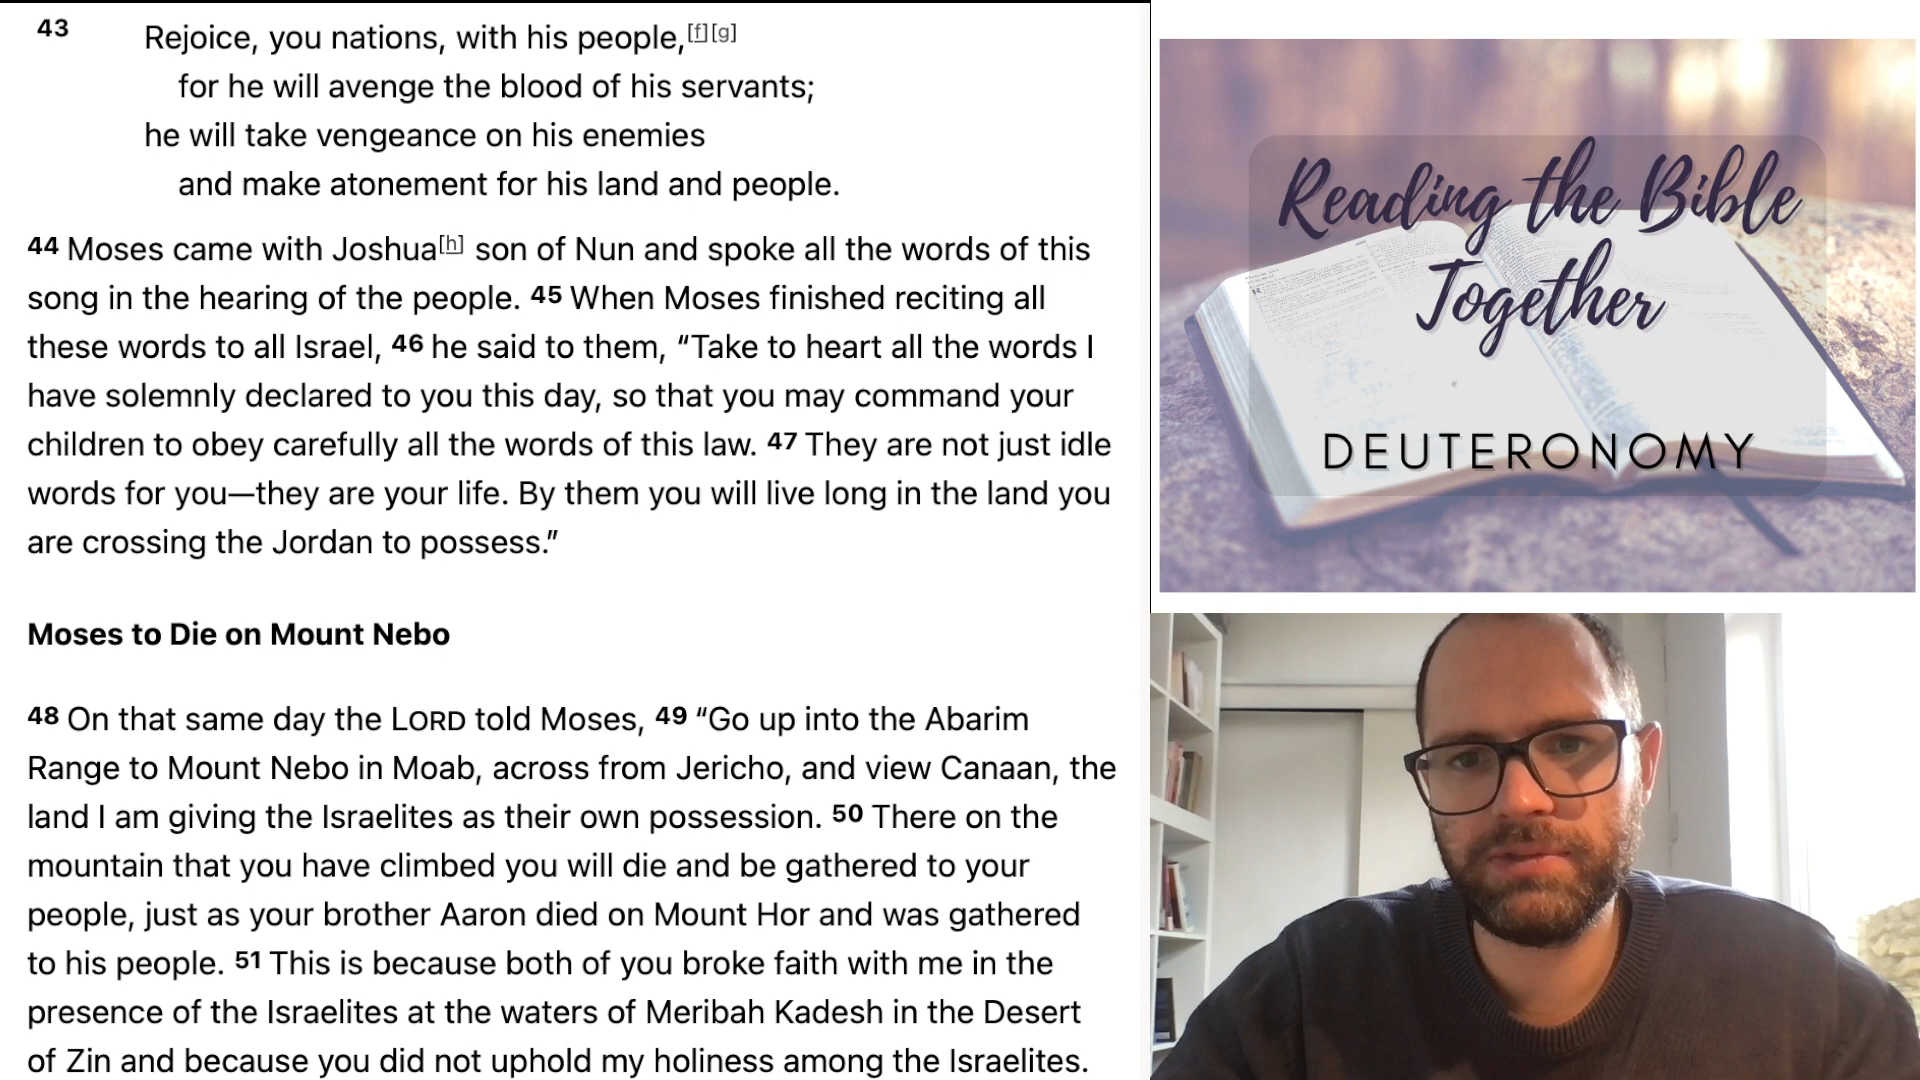 43 Rejoice, you nations, with his people,[f][g]
for he will avenge the blood of his servants;
he will take vengeance on his enemies
and make atonement for his land and people.
44 Moses came with Joshua[h] son of Nun and spoke all the words of this
song in the hearing of the people. 45 When Moses finished reciting all
these words to all Israel, 46 he said to them, “Take to heart all the words I
have solemnly declared to you this day, so that you may command your
children to obey carefully all the words of this law. 47 They are not just idle
words for you—they are your life. By them you will live long in the land you
are crossing the Jordan to possess.”
Moses to Die on Mount Nebo
48 On that same day the LORD told Moses, 49 “Go up into the Abarim
Range to Mount Nebo in Moab, across from Jericho, and view Canaan, the
land I am giving the Israelites as their own possession. 50 There on the
mountain that you have climbed you will die and be gathered to your
people, just as your brother Aaron died on Mount Hor and was gathered
to his people. 51 This is because both of you broke faith with me in the
presence of the Israelites at the waters of Meribah Kadesh in the Desert
of Zin and because you did not uphold my holiness among the Israelites.
Reading the Bible
Together
DEUTERONOMY